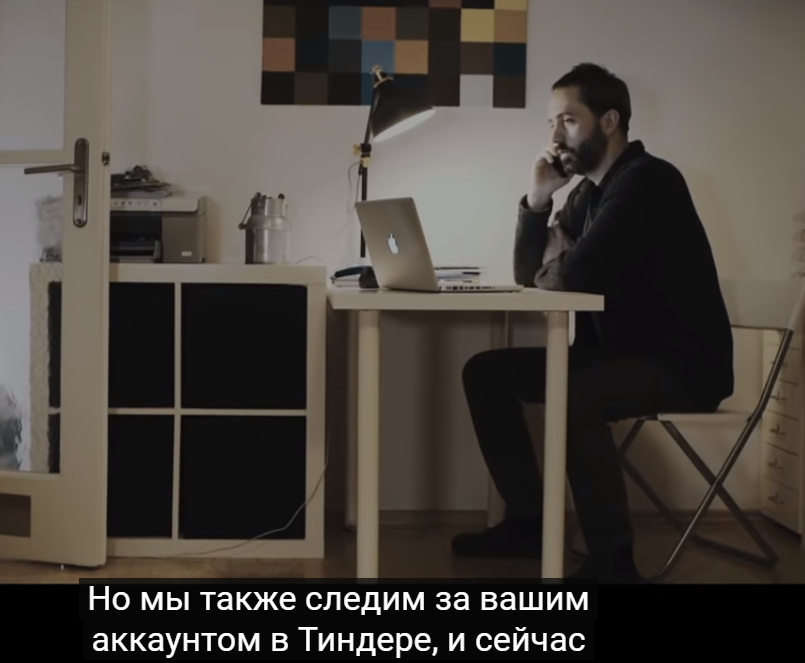 Но мы также следим за вашим
аккаунтом в Тиндере, и сейчас